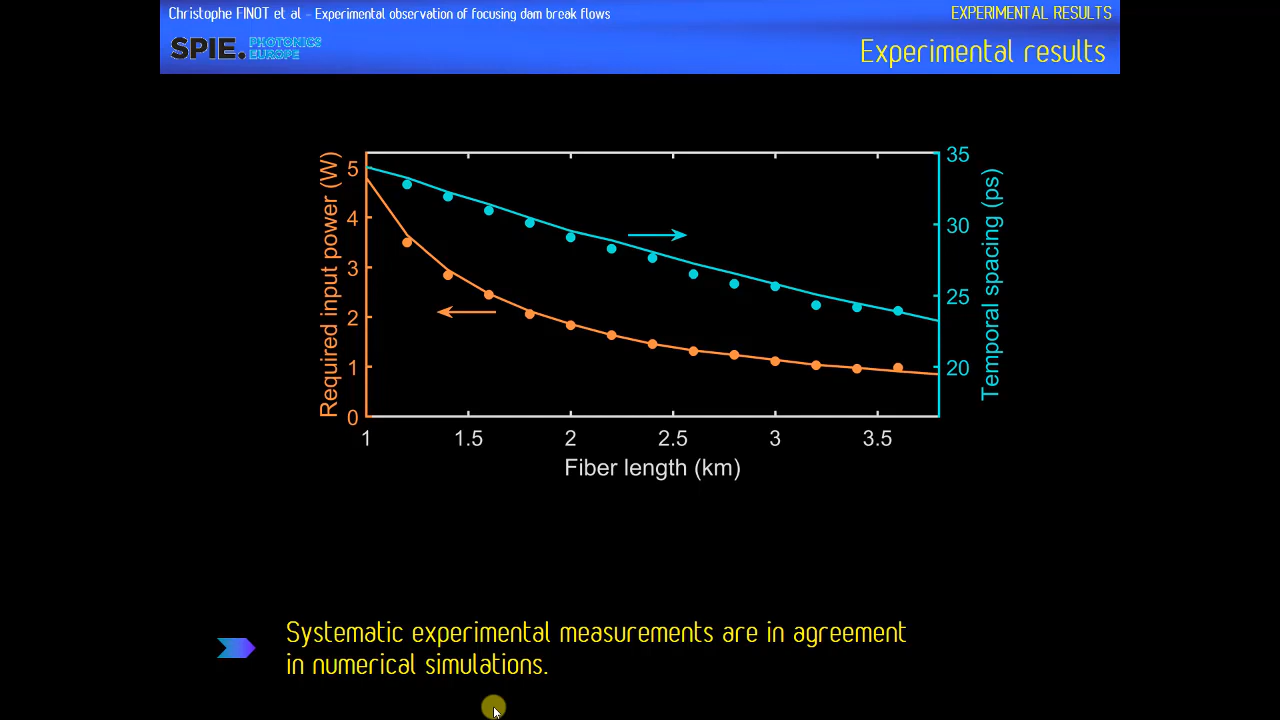 Christophe FINOT et al – Experimental observation of focusing dam break flows
EXPERIMENTAL RESULTS
SPIE. PHOTONICS
EUROPE
Experimental results
Required input power (W)
5
4
3
2
1
0
35
30
25
20
Temporal spacing (ps)
1 1.5 2 2.5 3 3.5
Fiber length (km)
Systematic experimental measurements are in agreement
in numerical simulations.